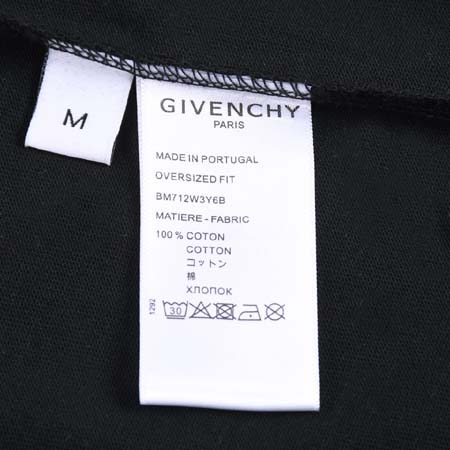 M
GIVENCHY
PARIS
MADE IN PORTUGAL
OVERSIZED FIT
BM712W3Y6B
MATIERE - FABRIC
100 % COTON
COTTON
コットン
棉
ХЛОПОК
30
1292